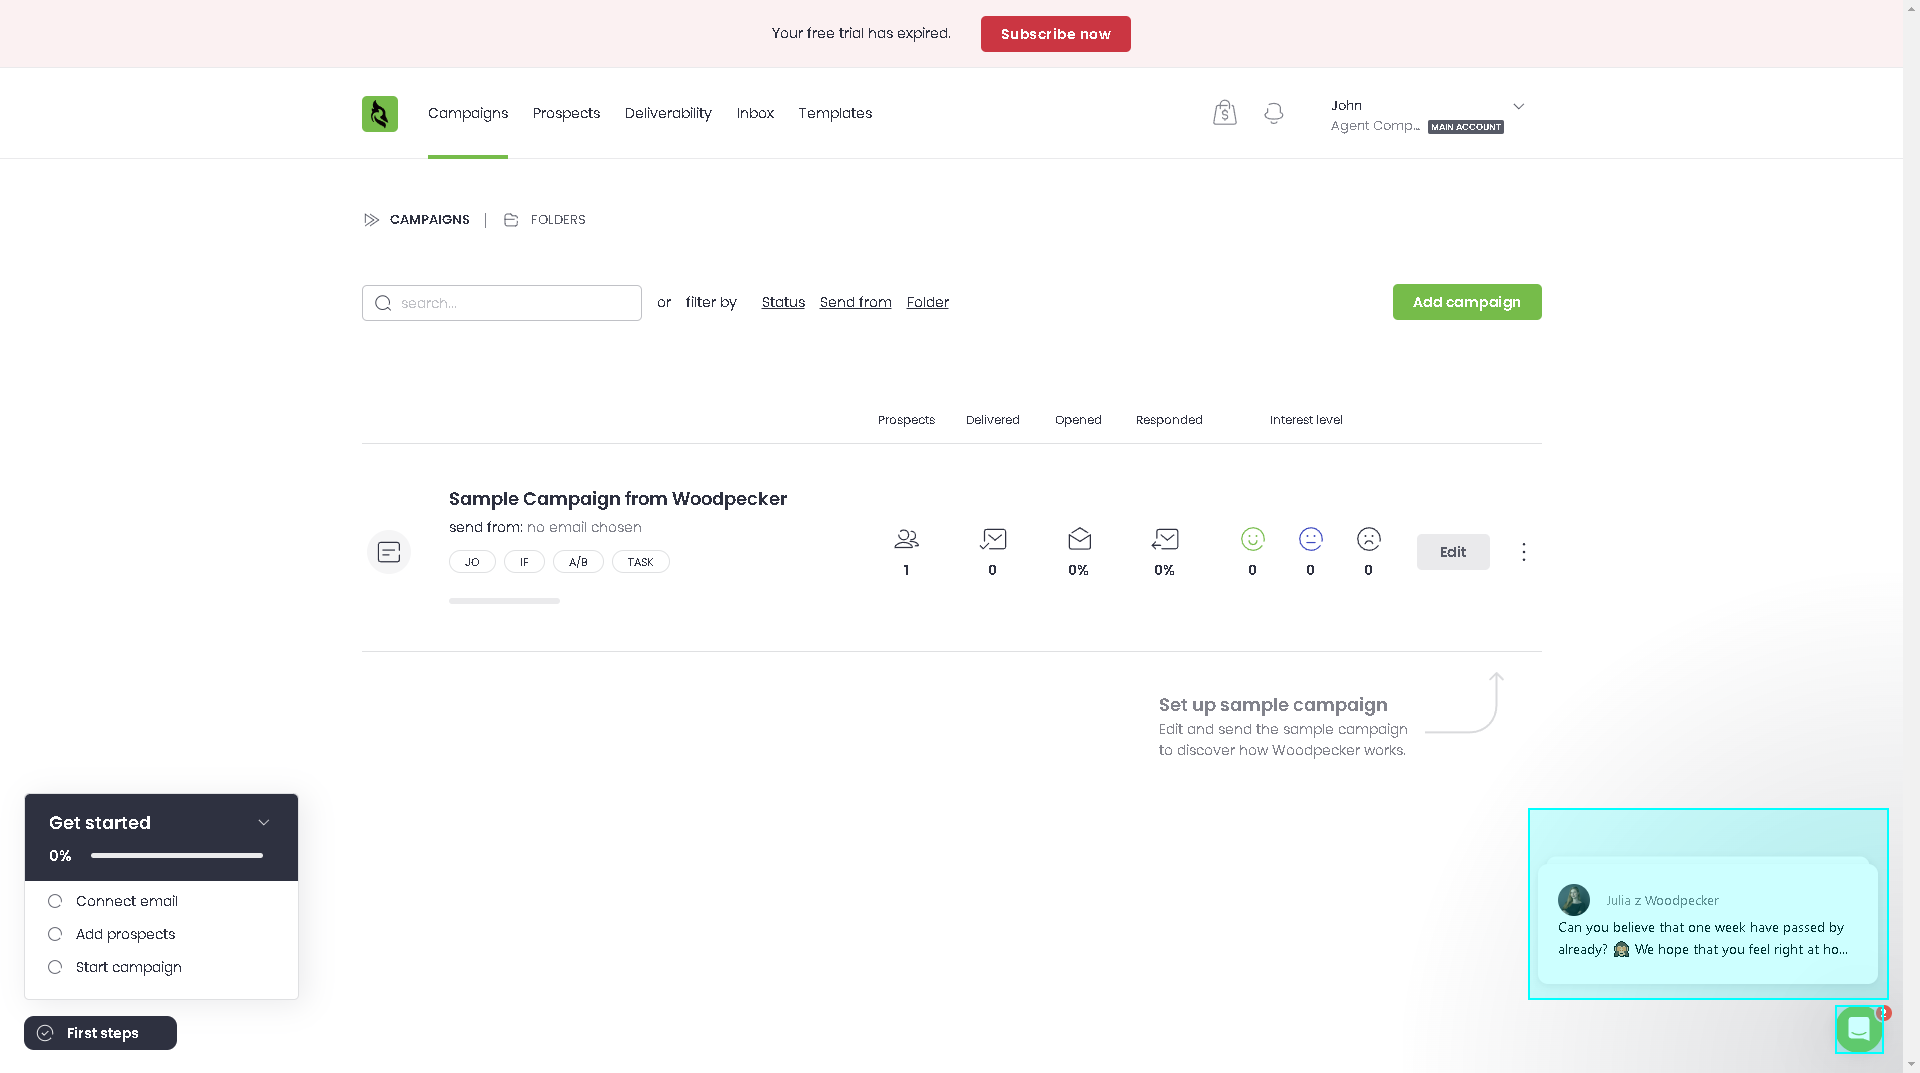 Your free trial has expired.
Subscribe now
Campaigns
Prospects
Deliverability
Inbox
Templates
John
Agent Comp...
MAIN ACCOUNT
CAMPAIGNS
FOLDERS
search...
or
filter by
Status
Send from
Folder
Add campaign
Prospects
Delivered
Opened
Responded
Interest level
Sample Campaign from Woodpecker
send from: no email chosen
JO
IF
A/B
TASK
1
0
0%
0%
0
0
0
Edit
Set up sample campaign
Edit and send the sample campaign
to discover how Woodpecker works.
Get started
0%
Connect email
Add prospects
Start campaign
First steps
Julia z Woodpecker
Can you believe that one week have passed by
already? We hope that you feel right at ho...
2